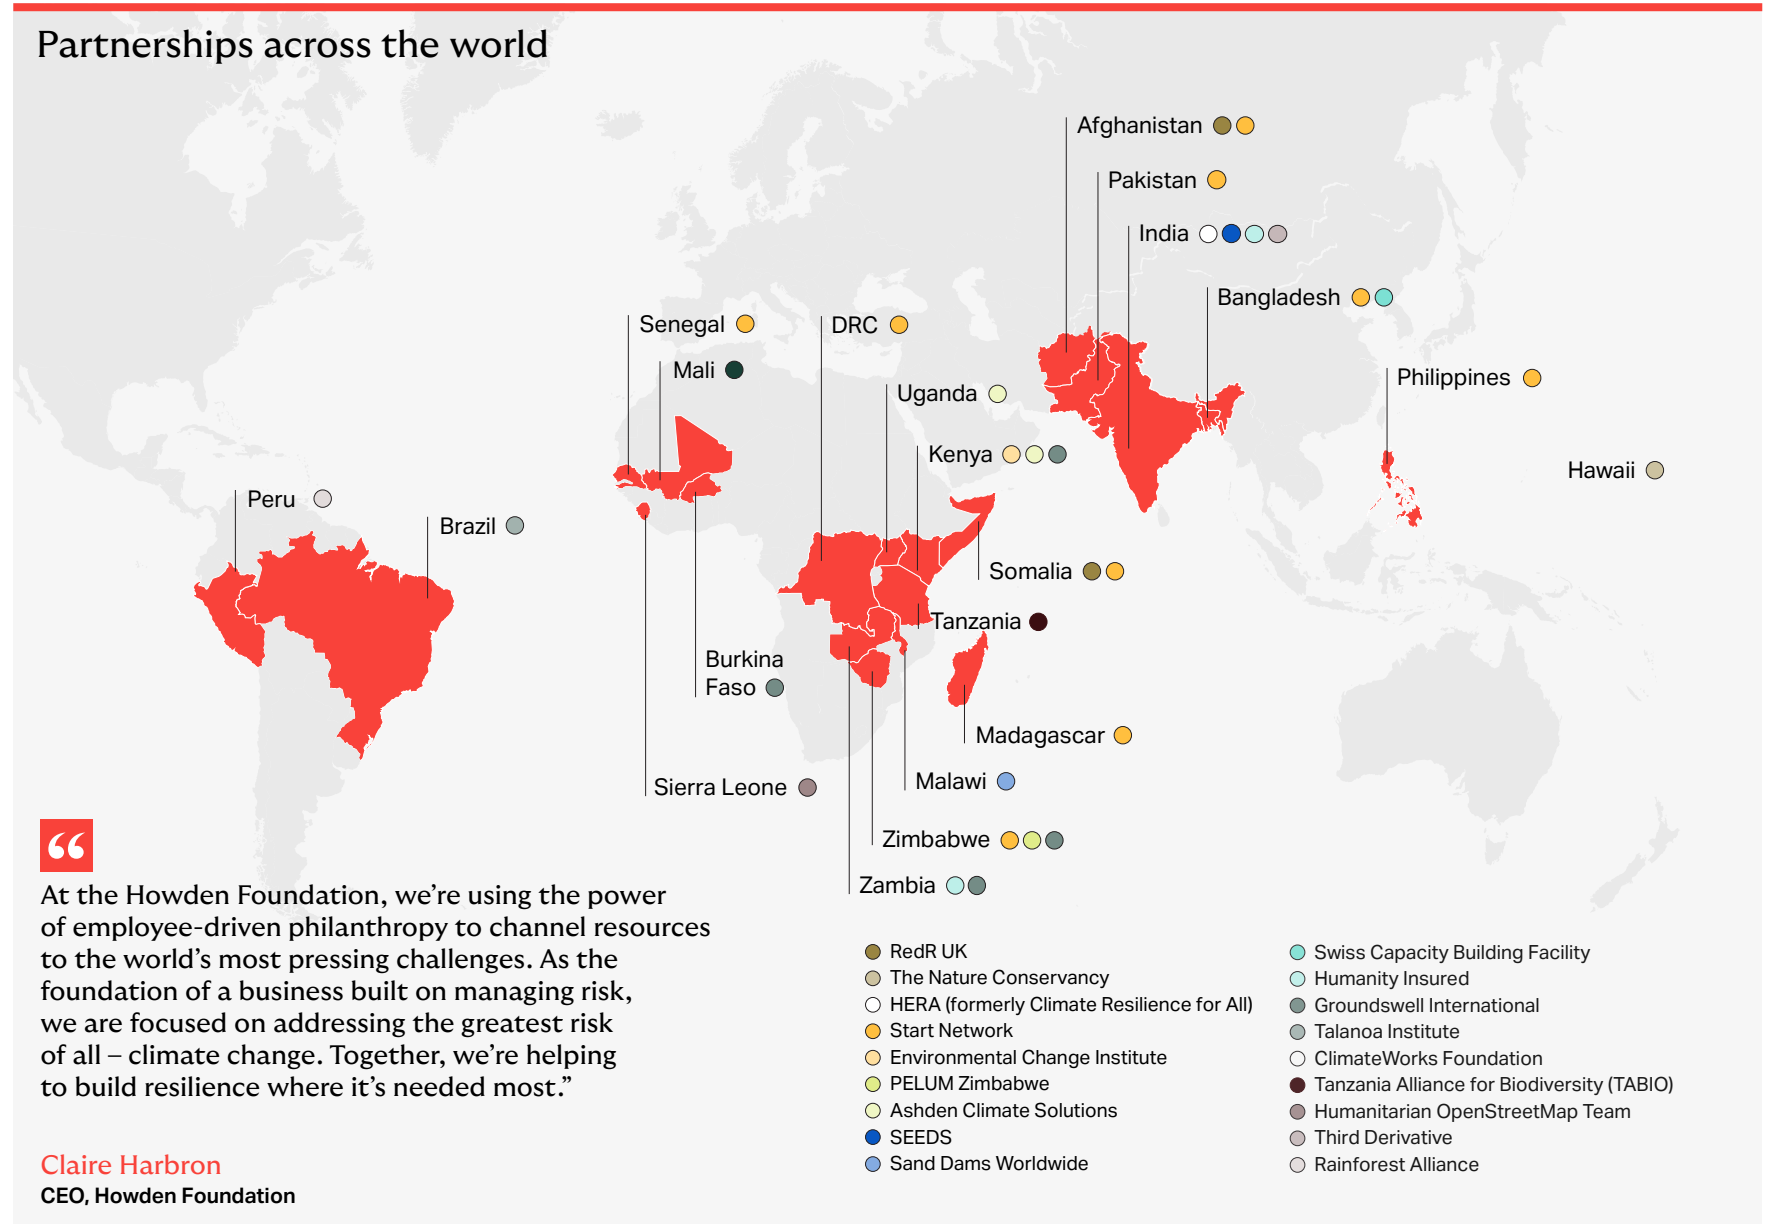 Partnerships across the world
Afghanistan
Pakistan
India
Bangladesh
Senegal
DRC
Mali
Philippines
Uganda
Kenya
Hawaii
Peru
Brazil
Somalia
Tanzania
Burkina
Faso
Madagascar
Malawi
Sierra Leone
Zimbabwe
Zambia
“
At the Howden Foundation, we’re using the power
of employee-driven philanthropy to channel resources
to the world’s most pressing challenges. As the
foundation of a business built on managing risk,
we are focused on addressing the greatest risk
of all – climate change. Together, we’re helping
to build resilience where it’s needed most.”
Claire Harbron
CEO, Howden Foundation
RedR UK
The Nature Conservancy
HERA (formerly Climate Resilience for All)
Start Network
Environmental Change Institute
PELUM Zimbabwe
Ashden Climate Solutions
SEEDS
Sand Dams Worldwide
Swiss Capacity Building Facility
Humanity Insured
Groundswell International
Talanoa Institute
ClimateWorks Foundation
Tanzania Alliance for Biodiversity (TABIO)
Humanitarian OpenStreetMap Team
Third Derivative
Rainforest Alliance